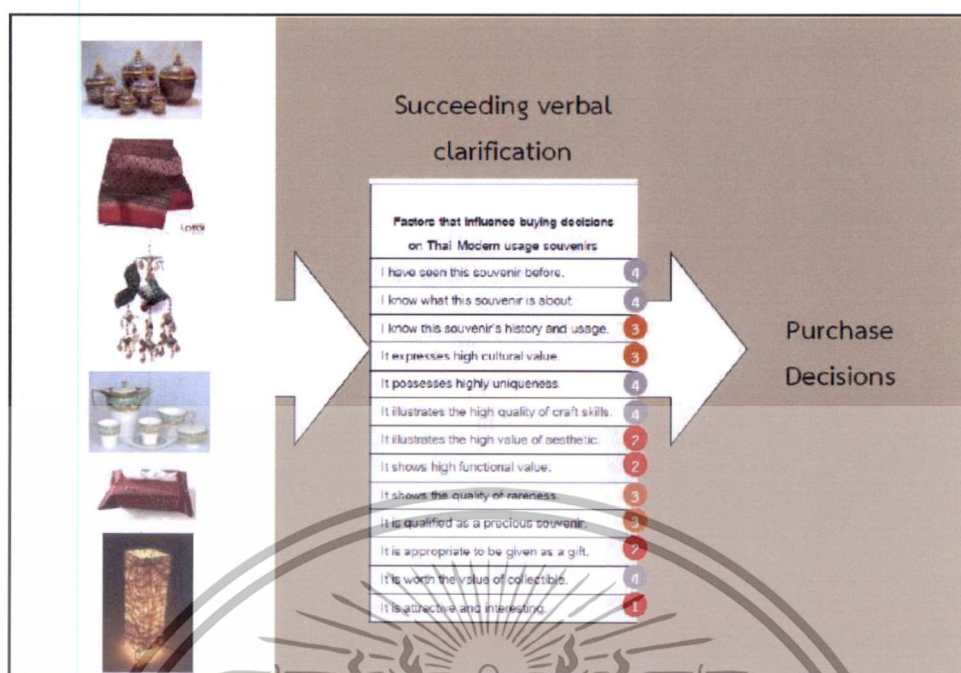 Succeeding verbal
clarification
Factors that influence buying decisions
on Thai Modern usage souvenirs
I have seen this souvenir before. 4
I know what this souvenir is about 4
I know this souvenir's history and usage. 3
It expresses high cultural value. 3
It possesses highly uniqueness. 4
It illustrates the high quality of craft skills. 4
It illustrates the high value of aesthetic. 2
It shows high functional value. 2
It shows the quality of rareness 3
It is qualified as a precious souvenir. 3
It is appropriate to be given as a gift. 2
It is worth the value of collectible. 4
It is attractive and interesting. 1
Purchase
Decisions